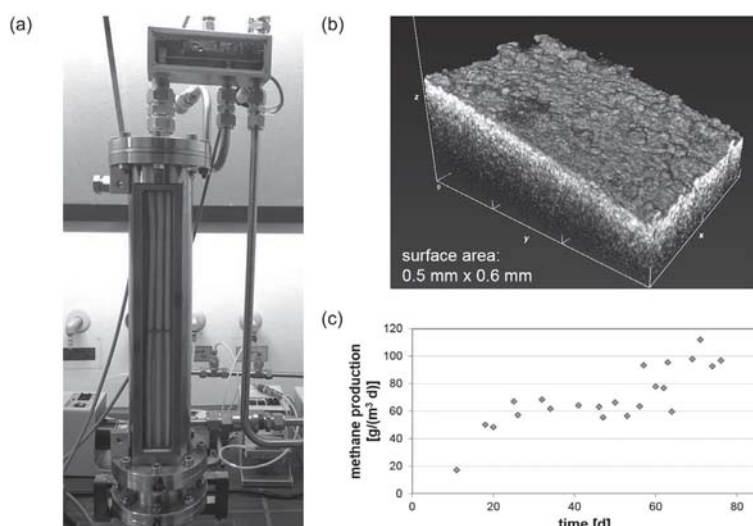 (a)
(b)
z
0
y
x
surface area:
0.5 mm x 0.6 mm
(c)
methane production
[g/(m³ d)]
120
100
80
60
40
20
0
0
20
40
60
80
time [d]